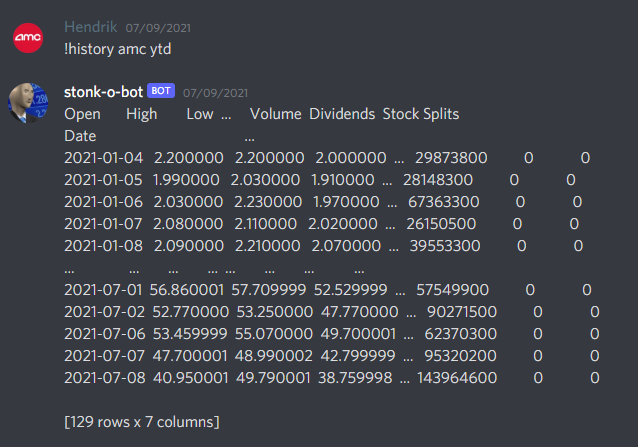 Hendrik 07/09/2021
amc
!history amc ytd
stonk-o-bot BOT 07/09/2021
Open High Low ... Volume Dividends Stock Splits
Date ...
2021-01-04 2.200000 2.200000 2.000000 ... 29873800 0 0
2021-01-05 1.990000 2.030000 1.910000 ... 28148300 0 0
2021-01-06 2.030000 2.230000 1.970000 ... 67363300 0 0
2021-01-07 2.080000 2.110000 2.020000 ... 26150500 0 0
2021-01-08 2.090000 2.210000 2.070000 ... 39553300 0 0
... ... ... ... ... ... ... ...
2021-07-01 56.860001 57.709999 52.529999 ... 57549900 0 0
2021-07-02 52.770000 53.250000 47.770000 ... 90271500 0 0
2021-07-06 53.459999 55.070000 49.700001 ... 62370300 0 0
2021-07-07 47.700001 48.990002 42.799999 ... 95320200 0 0
2021-07-08 40.950001 49.790001 38.759998 ... 143964600 0 0
[129 rows x 7 columns]